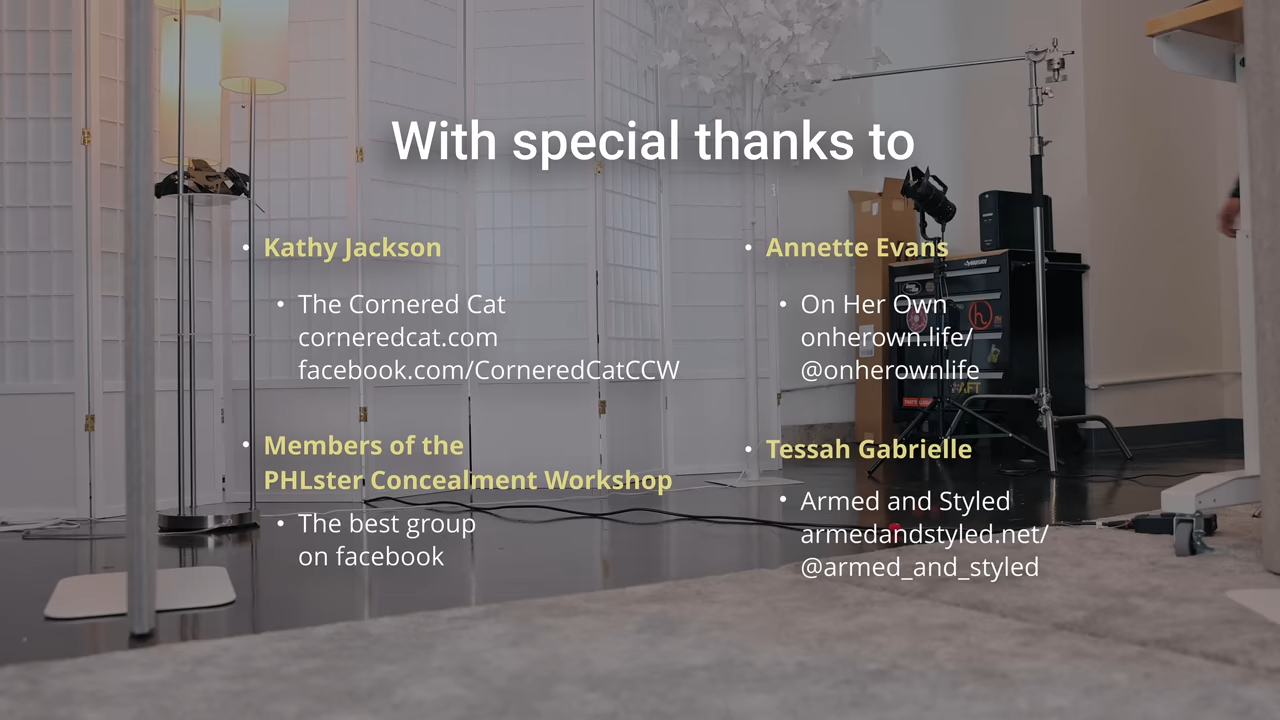 With special thanks to
• Kathy Jackson
• The Cornered Cat
corneredcat.com
facebook.com/CorneredCatCCW
• Members of the
PHLster Concealment Workshop
• The best group
on facebook
• Annette Evans
• On Her Own
onherown.life/
@onherownlife
• Tessah Gabrielle
• Armed and Styled
armedandstyled.net/
@armed_and_styled